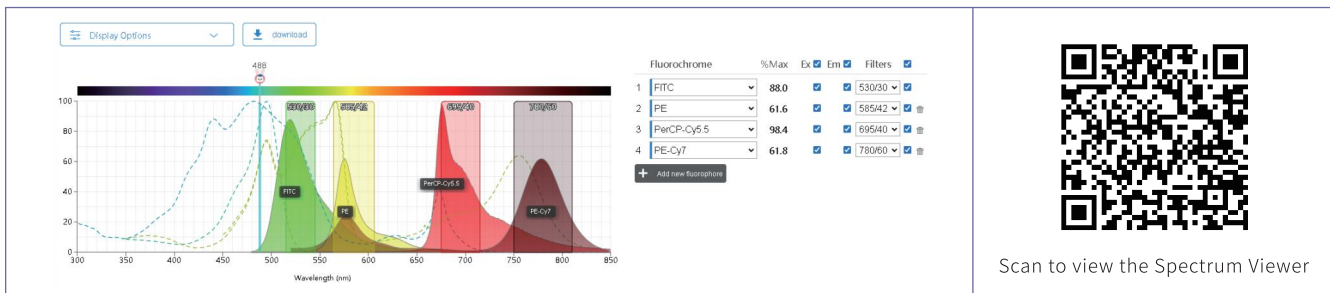 Display Options
download
488
530/30 585/42 695/40 780/60
100
80
60
40
20
0
FITC
PE
PerCP-Cy5.5
PE-Cy7
300 350 400 450 500 550 600 650 700 750 800 850
Wavelength (nm)
Fluorochrome %Max Ex Em Filters
1 FITC 88.0 530/30
2 PE 61.6 585/42
3 PerCP-Cy5.5 98.4 695/40
4 PE-Cy7 61.8 780/60
+ Add new fluorophore
Scan to view the Spectrum Viewer